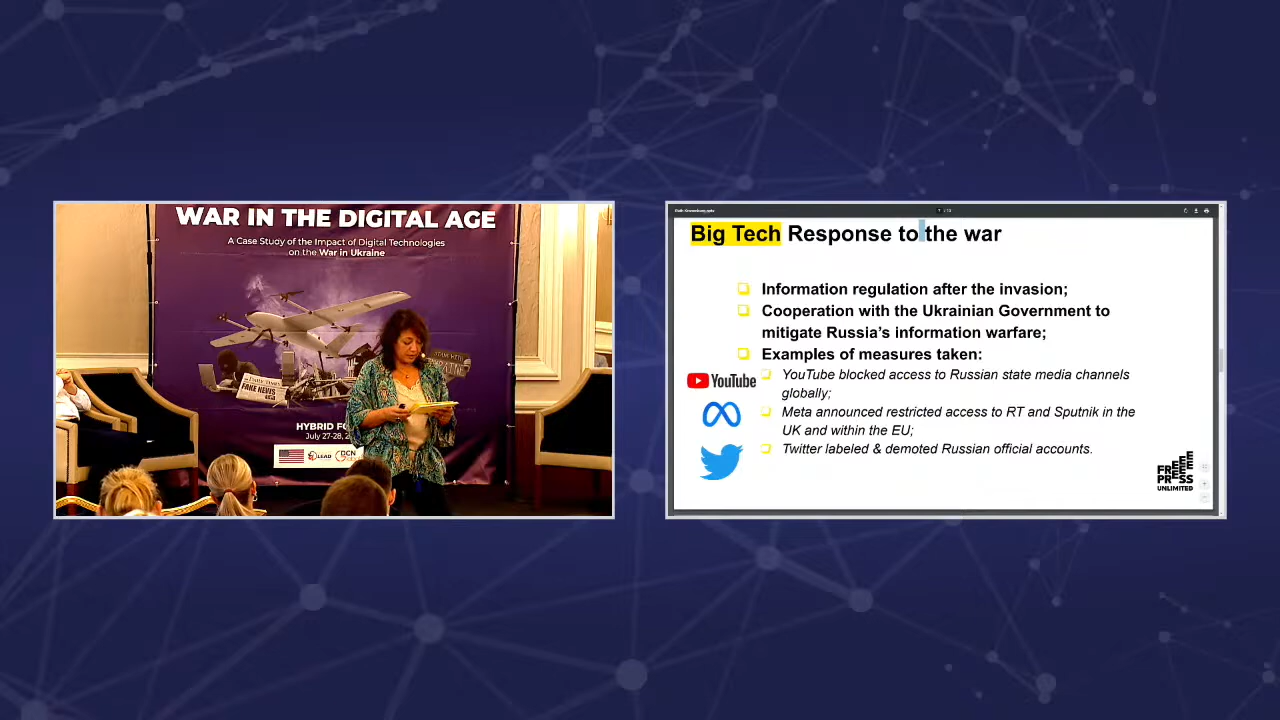 WAR IN THE DIGITAL AGE
A Case Study of the Impact of Digital Technologies
on the War in Ukraine
FAKE NEWS
HYBRID FO
July 27-28, 2
LEAD
DCN
Big Tech Response to the war
Information regulation after the invasion;
Cooperation with the Ukrainian Government to
mitigate Russia's information warfare;
Examples of measures taken:
YouTube
YouTube blocked access to Russian state media channels
globally;
Meta announced restricted access to RT and Sputnik in the
UK and within the EU;
Twitter labeled & demoted Russian official accounts.
FREE
PRESS
UNLIMITED